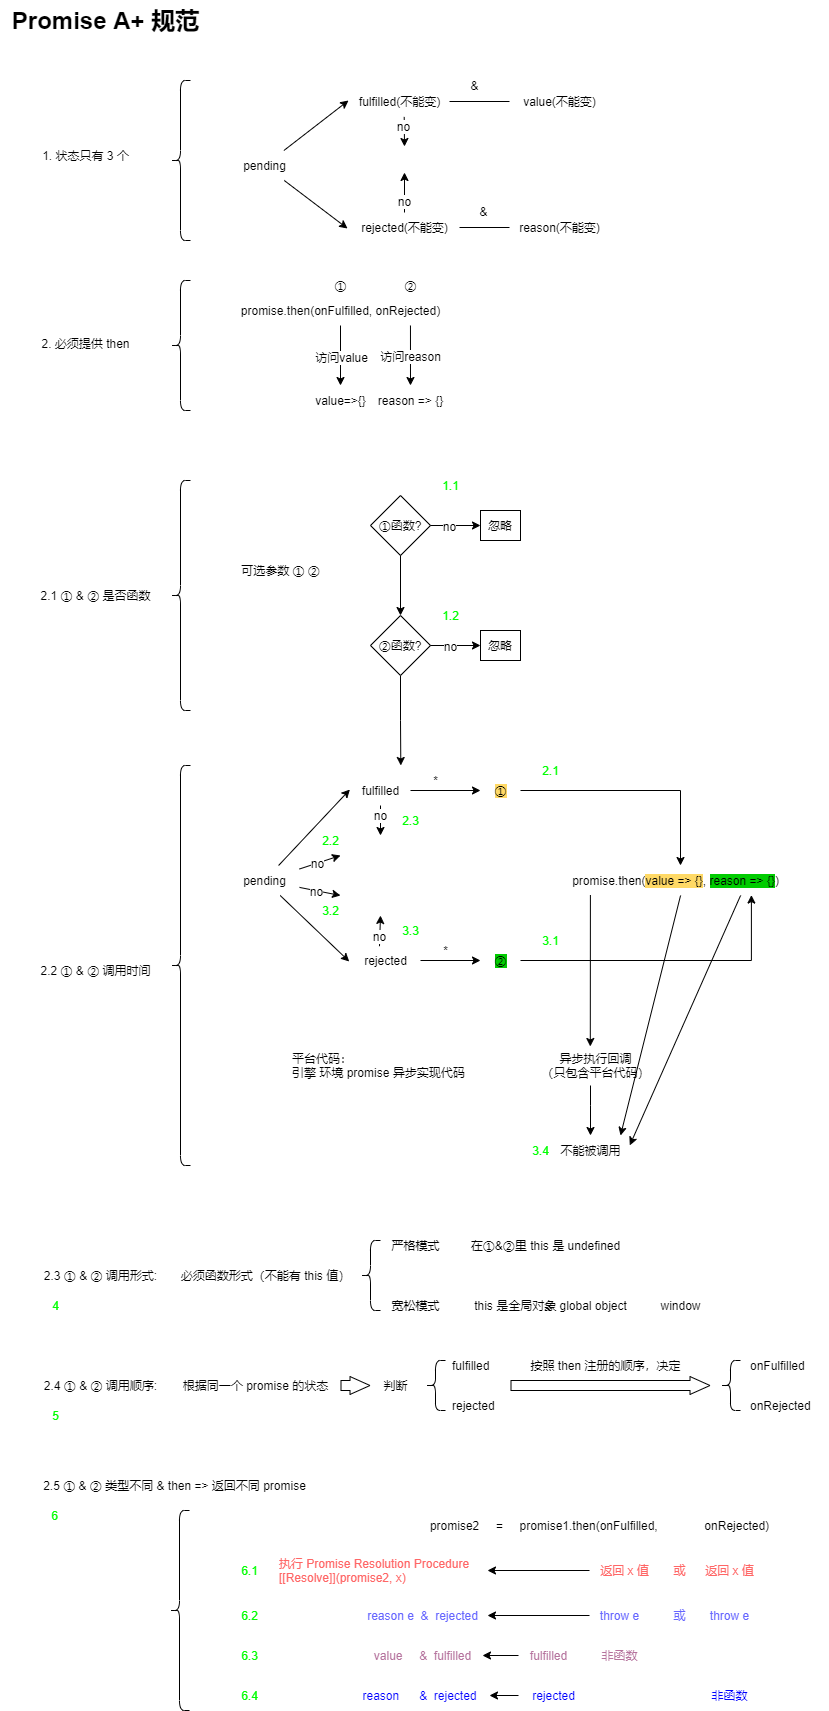 Promise A+ 规范
&
fulfilled(不能变)
value(不能变)
no
1. 状态只有 3 个
pending
no
&
rejected(不能变)
reason(不能变)
① ②
promise.then(onFulfilled, onRejected)
2. 必须提供 then
访问value 访问reason
value=>{} reason => {}
1.1
①函数?
no
忽略
可选参数 ① ②
2.1 ① & ② 是否函数
1.2
②函数?
no
忽略
2.1
*
fulfilled
①
no
2.3
2.2
no
pending
promise.then(value => {}, reason => {})
no
3.2
3.3
no
3.1
*
rejected
②
2.2 ① & ② 调用时间
平台代码：
引擎 环境 promise 异步实现代码
异步执行回调
（只包含平台代码）
3.4 不能被调用
严格模式 在①&②里 this 是 undefined
2.3 ① & ② 调用形式: 必须函数形式（不能有 this 值）
4
宽松模式 this 是全局对象 global object window
fulfilled
按照 then 注册的顺序，决定
onFulfilled
2.4 ① & ② 调用顺序: 根据同一个 promise 的状态
判断
rejected
onRejected
5
2.5 ① & ② 类型不同 & then => 返回不同 promise
6
promise2 = promise1.then(onFulfilled, onRejected)
6.1
执行 Promise Resolution Procedure
[[Resolve]](promise2, x)
返回 x 值 或 返回 x 值
6.2 reason e & rejected throw e 或 throw e
6.3 value & fulfilled fulfilled 非函数
6.4 reason & rejected rejected 非函数